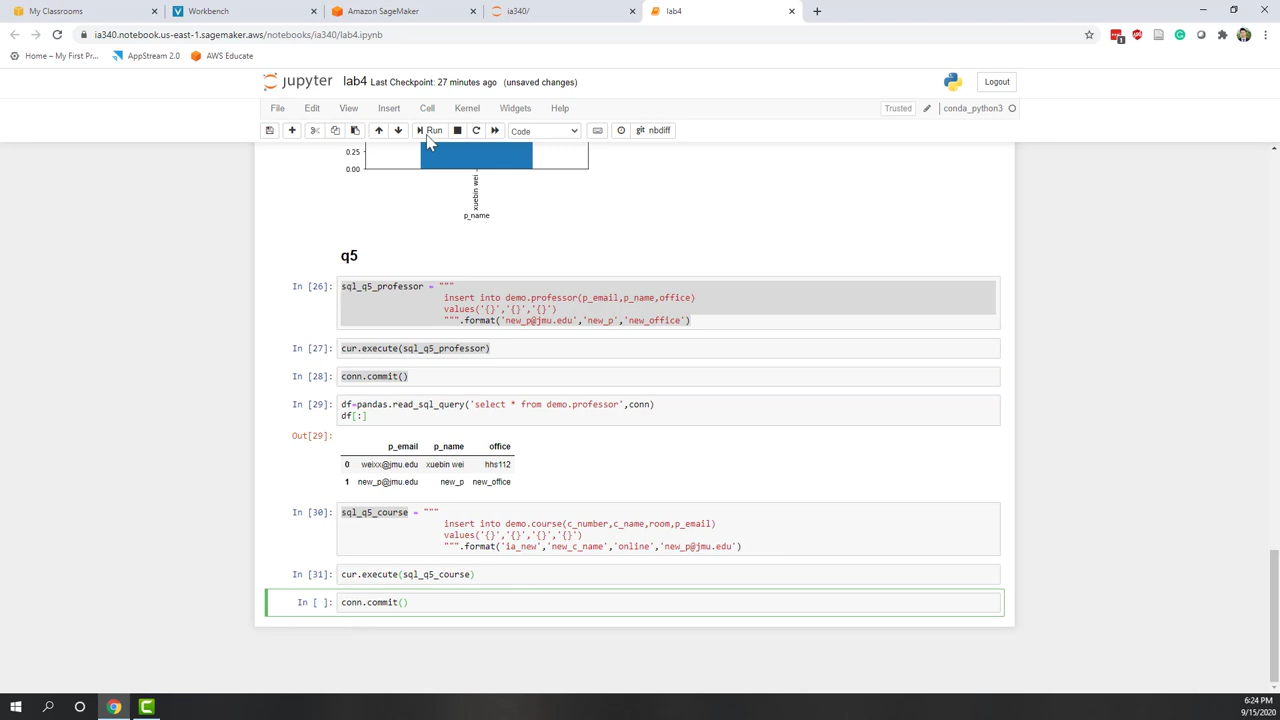 My Classrooms
Workbench
Amazon SageMaker
ia340/
lab4
ia340.notebook.us-east-1.sagemaker.aws/notebooks/ia340/lab4.ipynb
Home – My First Pr...
AppStream 2.0
AWS Educate
jupyter lab4 Last Checkpoint: 27 minutes ago (unsaved changes)
Logout
File Edit View Insert Cell Kernel Widgets Help
Trusted
conda_python3
Run
Code
nbdiff
0.25
0.00
xuebin wei
p_name
q5
In [26]: sql_q5_professor = """
insert into demo.professor(p_email,p_name,office)
values('{}','{}','{}')
""".format('new_p@jmu.edu','new_p','new_office')
In [27]: cur.execute(sql_q5_professor)
In [28]: conn.commit()
In [29]: df=pandas.read_sql_query('select * from demo.professor',conn)
df[:]
Out[29]:
p_email p_name office
0 weixx@jmu.edu xuebin wei hhs112
1 new_p@jmu.edu new_p new_office
In [30]: sql_q5_course = """
insert into demo.course(c_number,c_name,room,p_email)
values('{}','{}','{}','{}')
""".format('ia_new','new_c_name','online','new_p@jmu.edu')
In [31]: cur.execute(sql_q5_course)
In [ ]: conn.commit()
6:24 PM
9/15/2020